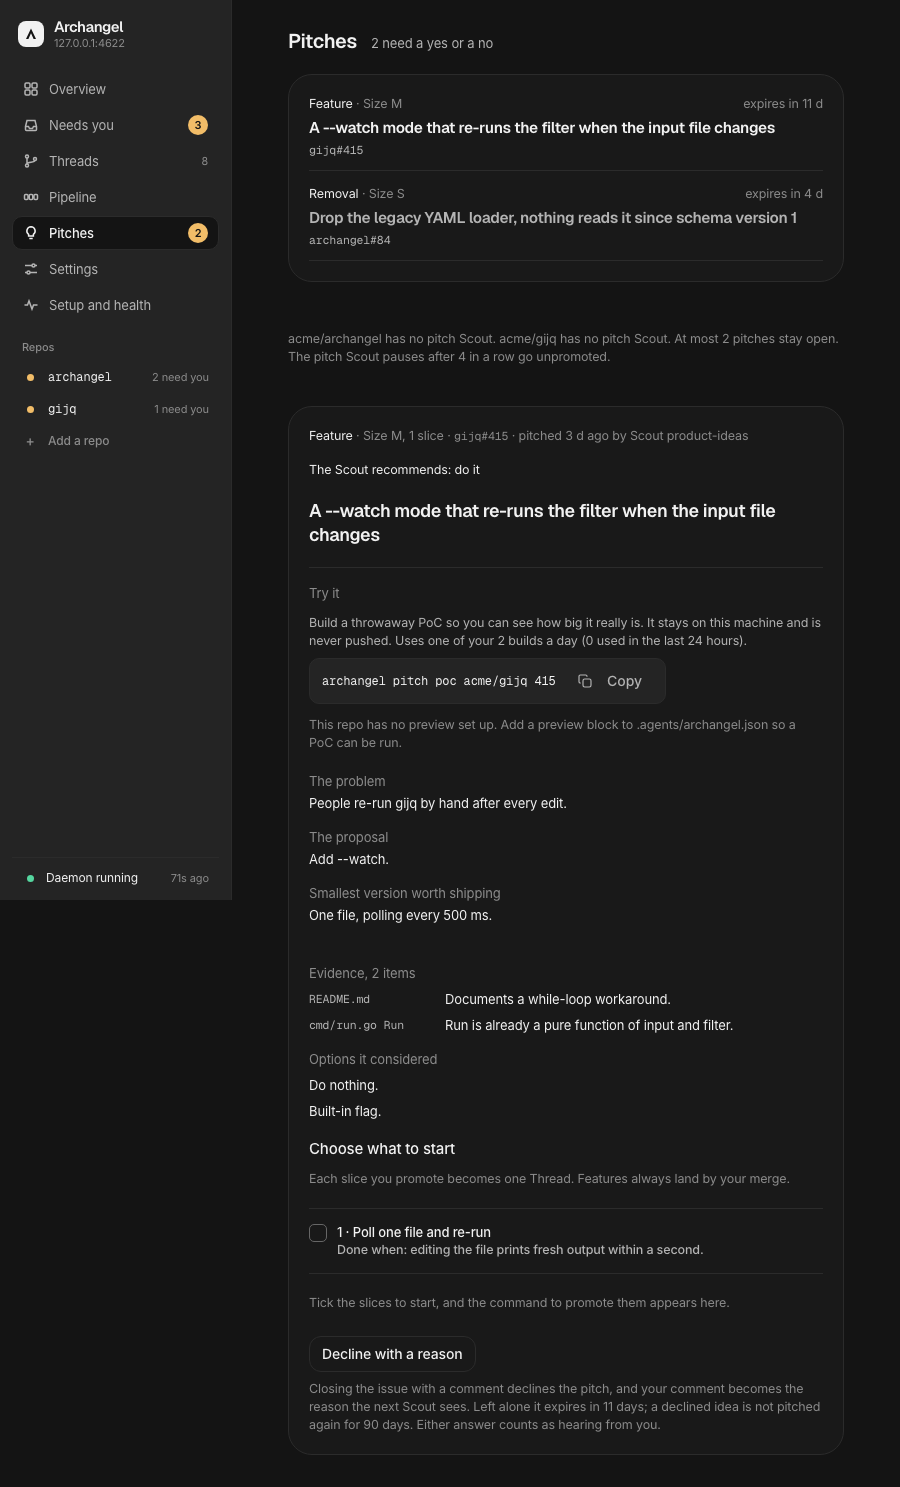 Archangel
127.0.0.1:4622
Overview
Needs you 3
Threads 8
Pipeline
Pitches 2
Settings
Setup and health
Repos
archangel 2 need you
gijq 1 need you
+ Add a repo
Daemon running 71s ago
Pitches 2 need a yes or a no
Feature · Size M expires in 11 d
A --watch mode that re-runs the filter when the input file changes
gijq#415
Removal · Size S expires in 4 d
Drop the legacy YAML loader, nothing reads it since schema version 1
archangel#84
acme/archangel has no pitch Scout. acme/gijq has no pitch Scout. At most 2 pitches stay open.
The pitch Scout pauses after 4 in a row go unpromoted.
Feature · Size M, 1 slice · gijq#415 · pitched 3 d ago by Scout product-ideas
The Scout recommends: do it
A --watch mode that re-runs the filter when the input file
changes
Try it
Build a throwaway PoC so you can see how big it really is. It stays on this machine and is
never pushed. Uses one of your 2 builds a day (0 used in the last 24 hours).
archangel pitch poc acme/gijq 415 Copy
This repo has no preview set up. Add a preview block to .agents/archangel.json so a
PoC can be run.
The problem
People re-run gijq by hand after every edit.
The proposal
Add --watch.
Smallest version worth shipping
One file, polling every 500 ms.
Evidence, 2 items
README.md Documents a while-loop workaround.
cmd/run.go Run Run is already a pure function of input and filter.
Options it considered
Do nothing.
Built-in flag.
Choose what to start
Each slice you promote becomes one Thread. Features always land by your merge.
1 · Poll one file and re-run
Done when: editing the file prints fresh output within a second.
Tick the slices to start, and the command to promote them appears here.
Decline with a reason
Closing the issue with a comment declines the pitch, and your comment becomes the
reason the next Scout sees. Left alone it expires in 11 days; a declined idea is not pitched
again for 90 days. Either answer counts as hearing from you.